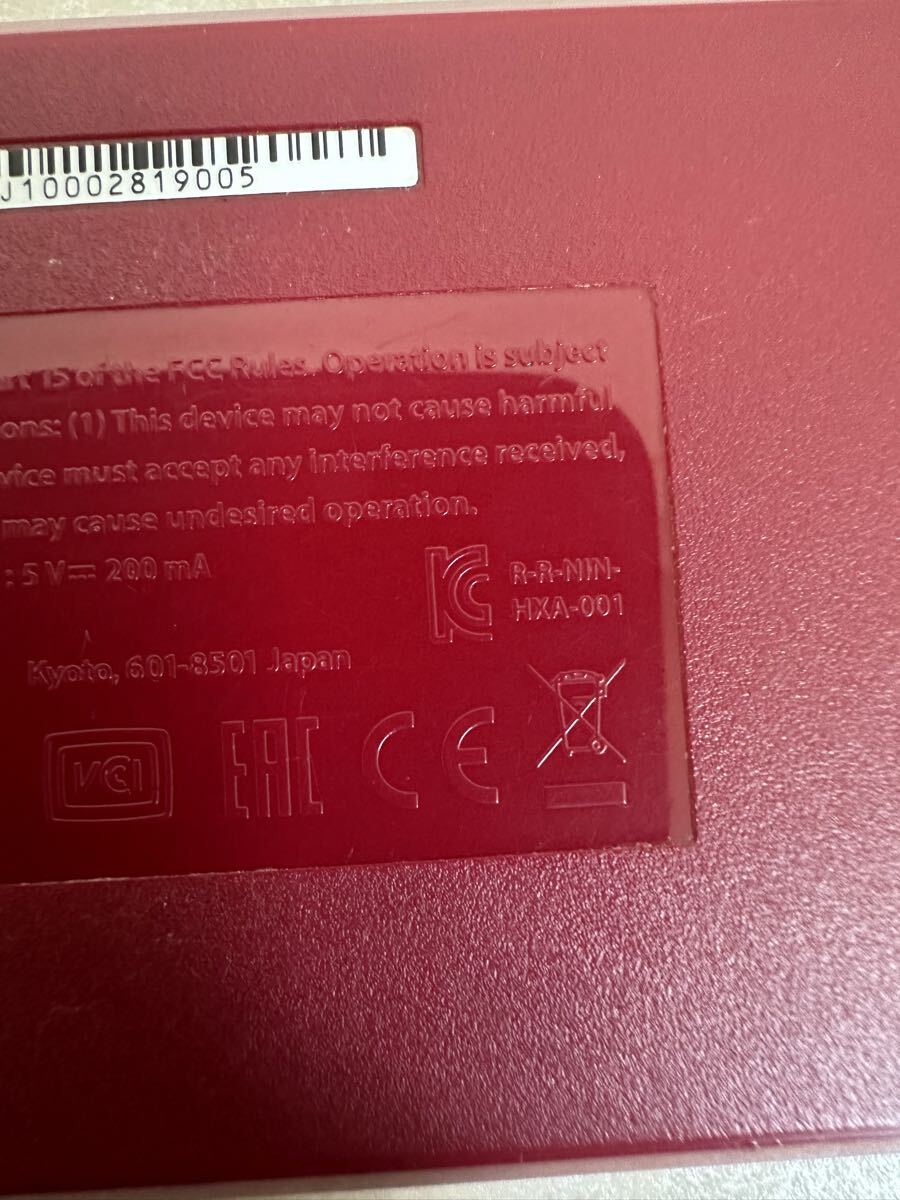 J10002819005
15 of the FCC Rules. Operation is subject
ons: (1) This device may not cause harmful
vice must accept any interference received,
may cause undesired operation.
: 5 V⎓ 200 mA
R-R-NIN-
HXA-001
Kyoto, 601-8501 Japan
VCI EAC CE